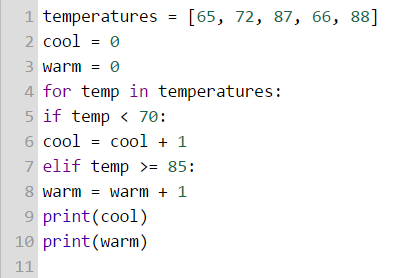 1 temperatures = [65, 72, 87, 66, 88]
2 cool = 0
3 warm = 0
4 for temp in temperatures:
5 if temp < 70:
6 cool = cool + 1
7 elif temp >= 85:
8 warm = warm + 1
9 print(cool)
10 print(warm)
11